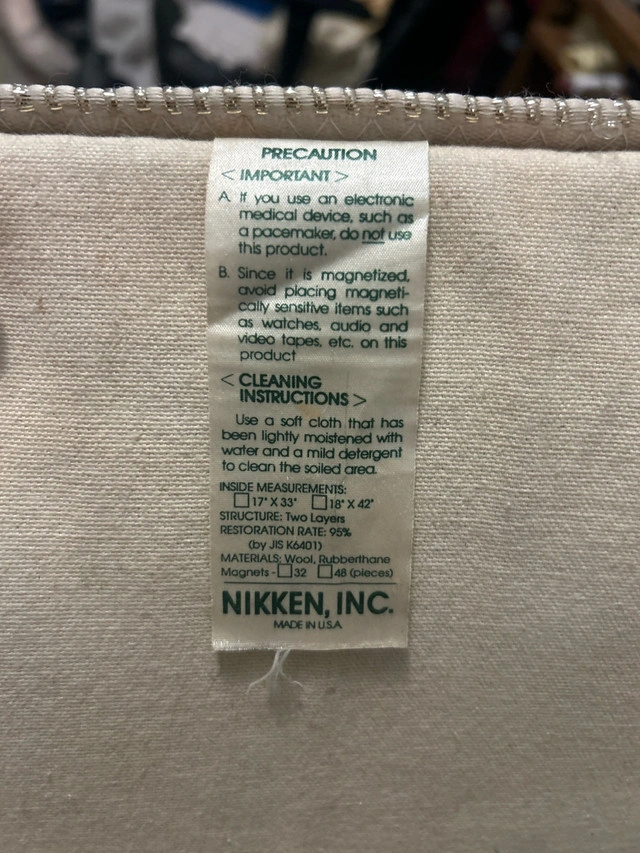 PRECAUTION
< IMPORTANT >
A. If you use an electronic
medical device, such as
a pacemaker, do not use
this product.
B. Since it is magnetized,
avoid placing magneti-
cally sensitive items such
as watches, audio and
video tapes, etc. on this
product
< CLEANING
INSTRUCTIONS >
Use a soft cloth that has
been lightly moistened with
water and a mild detergent
to clean the soiled area.
INSIDE MEASUREMENTS:
☐ 17" X 33" ☐ 18" X 42"
STRUCTURE: Two Layers
RESTORATION RATE: 95%
(by JIS K6401)
MATERIALS: Wool, Rubberthane
Magnets - ☐ 32 ☐ 48 (pieces)
NIKKEN, INC.
MADE IN U.S.A